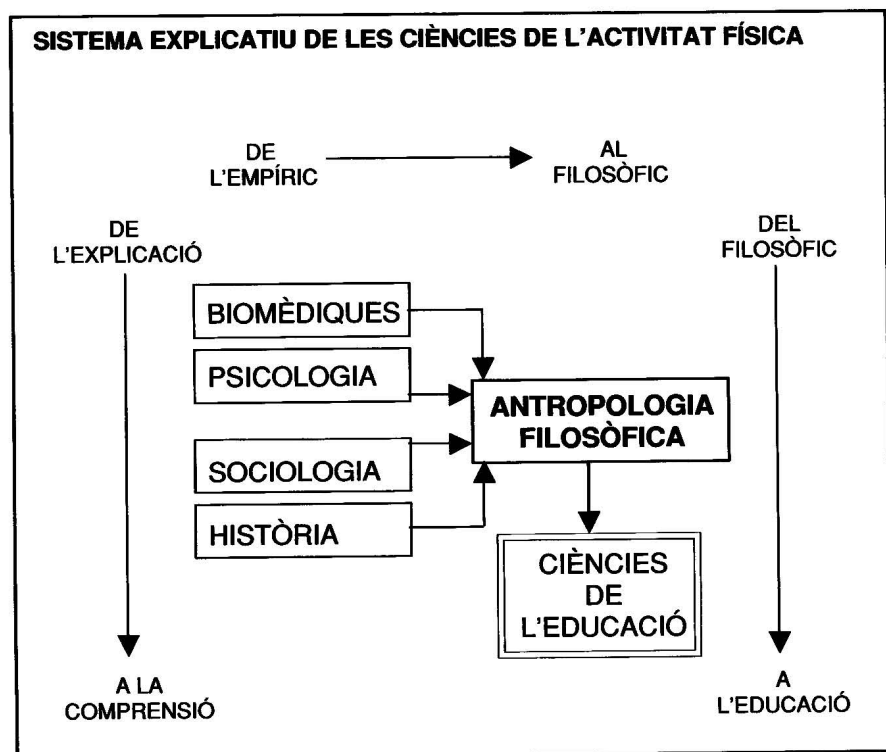 SISTEMA EXPLICATIU DE LES CIÈNCIES DE L'ACTIVITAT FÍSICA
DE
L'EMPÍRIC
AL
FILOSÒFIC
DE
L'EXPLICACIÓ
DEL
FILOSÒFIC
BIOMÈDIQUES
PSICOLOGIA
SOCIOLOGIA
HISTÒRIA
ANTROPOLOGIA
FILOSÒFICA
CIÈNCIES
DE
L'EDUCACIÓ
A LA
COMPRENSIÓ
A
L'EDUCACIÓ